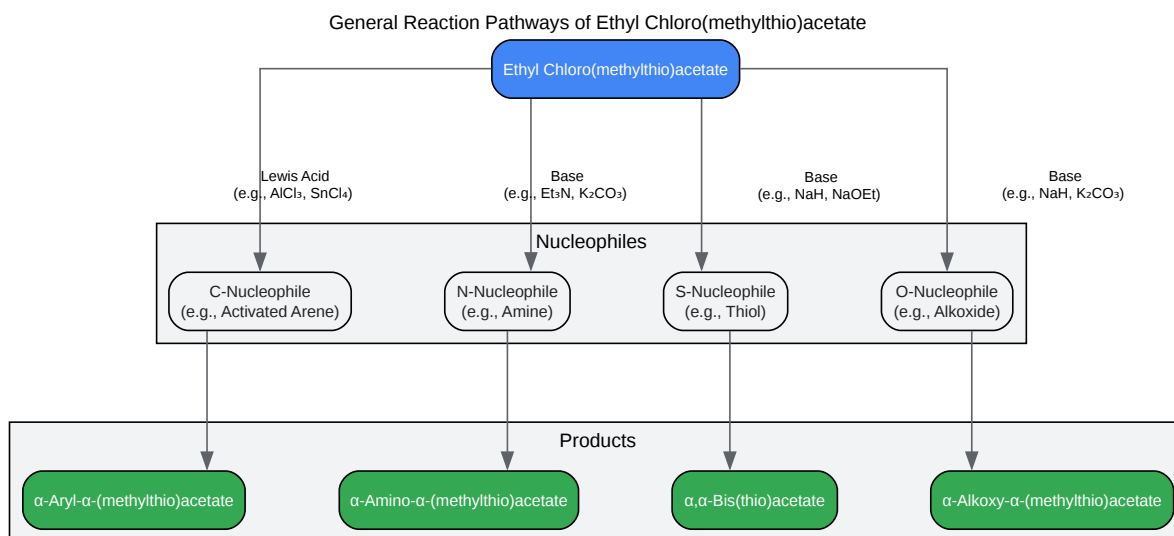 General Reaction Pathways of Ethyl Chloro(methylthio)acetate
Ethyl Chloro(methylthio)acetate
Lewis Acid
(e.g., AlCl₃, SnCl₄)
Base
(e.g., Et₃N, K₂CO₃)
Base
(e.g., NaH, NaOEt)
Base
(e.g., NaH, K₂CO₃)
Nucleophiles
C-Nucleophile
(e.g., Activated Arene)
N-Nucleophile
(e.g., Amine)
S-Nucleophile
(e.g., Thiol)
O-Nucleophile
(e.g., Alkoxide)
Products
α-Aryl-α-(methylthio)acetate
α-Amino-α-(methylthio)acetate
α,α-Bis(thio)acetate
α-Alkoxy-α-(methylthio)acetate